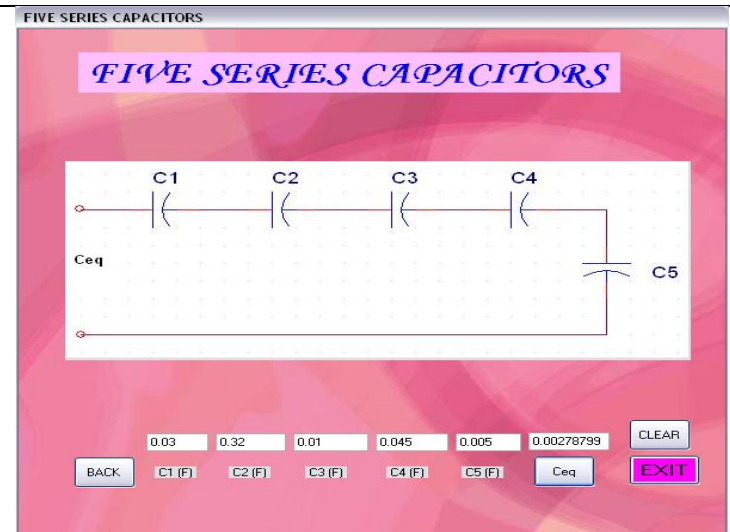 FIVE SERIES CAPACITORS
FIVE SERIES CAPACITORS
C1 C2 C3 C4
Ceq
C5
0.03 0.32 0.01 0.045 0.005 0.00278799 CLEAR
BACK C1 (F) C2 (F) C3 (F) C4 (F) C5 (F) Ceq EXIT